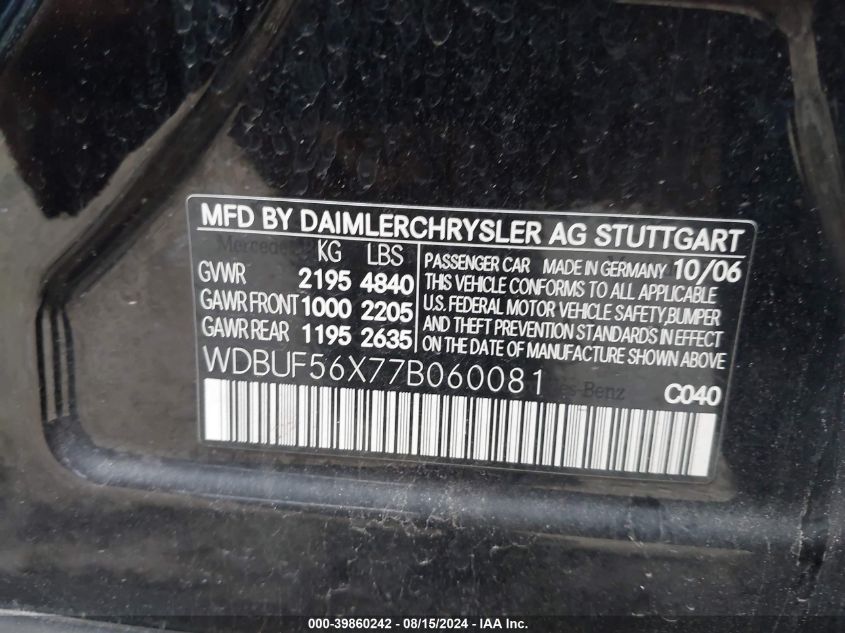 MFD BY DAIMLERCHRYSLER AG STUTTGART
KG LBS
GVWR 2195 4840
GAWR FRONT 1000 2205
GAWR REAR 1195 2635
PASSENGER CAR MADE IN GERMANY 10/06
THIS VEHICLE CONFORMS TO ALL APPLICABLE
U.S. FEDERAL MOTOR VEHICLE SAFETY,BUMPER
AND THEFT PREVENTION STANDARDS IN EFFECT
ON THE DATE OF MANUFACTURE SHOWN ABOVE
WDBUF56X77B060081
C040
000-39860242 - 08/15/2024 - IAA, Inc.